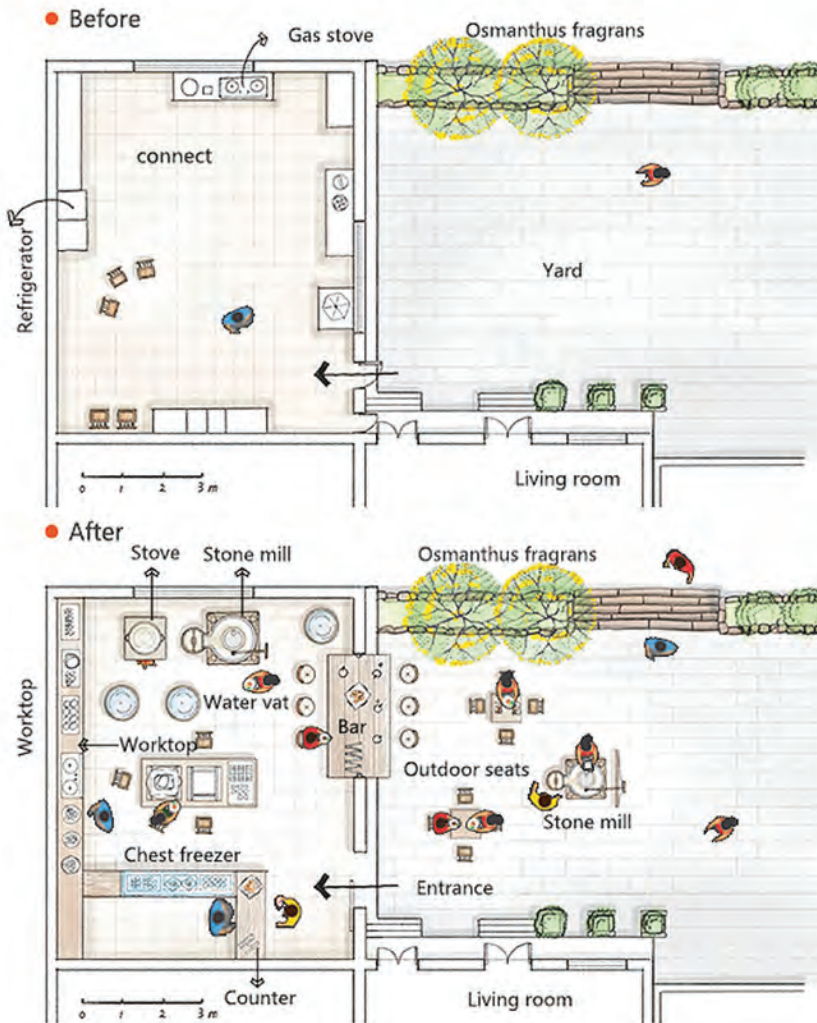 Before
Gas stove
Osmanthus fragrans
connect
Refrigerator
Yard
0 1 2 3 m
Living room
After
Stove
Stone mill
Osmanthus fragrans
Worktop
Water vat
Bar
Worktop
Outdoor seats
Stone mill
Chest freezer
Entrance
Counter
0 1 2 3 m
Living room